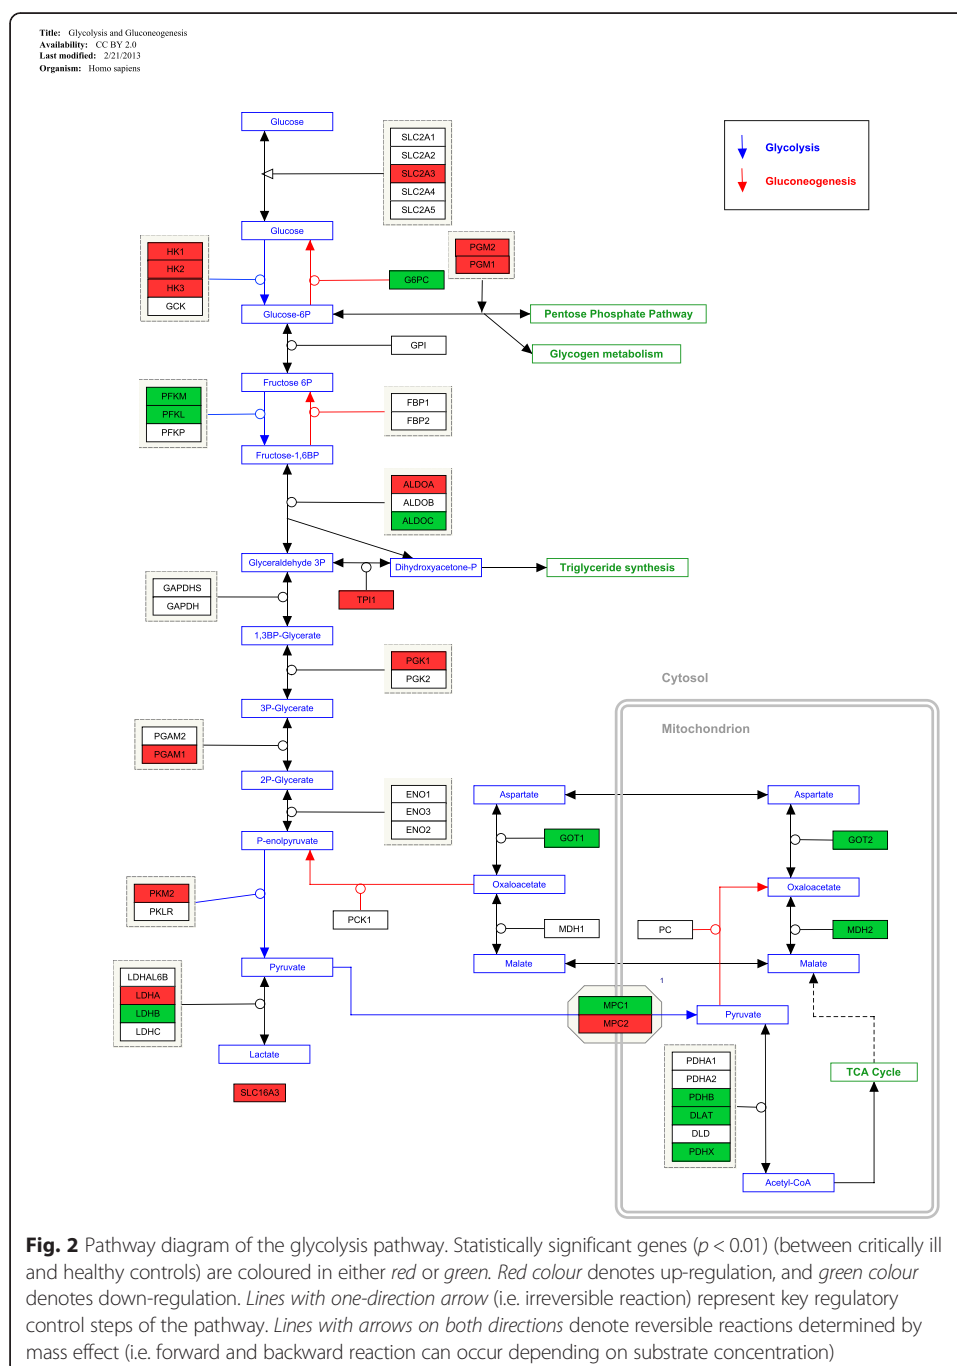 Title: Glycolysis and Gluconeogenesis
Availability: CC BY 2.0
Last modified: 2/21/2013
Organism: Homo sapiens
Glucose
SLC2A1
SLC2A2
SLC2A3
SLC2A4
SLC2A5
Glycolysis
Gluconeogenesis
Glucose
HK1
HK2
HK3
GCK
PGM2
PGM1
G6PC
Glucose-6P
Pentose Phosphate Pathway
GPI
Glycogen metabolism
Fructose 6P
PFKM
PFKL
PFKP
FBP1
FBP2
Fructose-1,6BP
ALDOA
ALDOB
ALDOC
Glyceraldehyde 3P
Dihydroxyacetone-P
Triglyceride synthesis
GAPDHS
GAPDH
TPI1
1,3BP-Glycerate
PGK1
PGK2
Cytosol
3P-Glycerate
Mitochondrion
PGAM2
PGAM1
2P-Glycerate
ENO1
ENO3
ENO2
Aspartate
Aspartate
P-enolpyruvate
GOT1
GOT2
PKM2
PKLR
Oxaloacetate
Oxaloacetate
PCK1
MDH1
PC
MDH2
Pyruvate
Malate
Malate
LDHAL6B
LDHA
LDHB
LDHC
1
MPC1
MPC2
Pyruvate
Lactate
PDHA1
PDHA2
PDHB
DLAT
DLD
PDHX
TCA Cycle
SLC16A3
Acetyl-CoA
Fig. 2 Pathway diagram of the glycolysis pathway. Statistically significant genes (p < 0.01) (between critically ill
and healthy controls) are coloured in either red or green. Red colour denotes up-regulation, and green colour
denotes down-regulation. Lines with one-direction arrow (i.e. irreversible reaction) represent key regulatory
control steps of the pathway. Lines with arrows on both directions denote reversible reactions determined by
mass effect (i.e. forward and backward reaction can occur depending on substrate concentration)